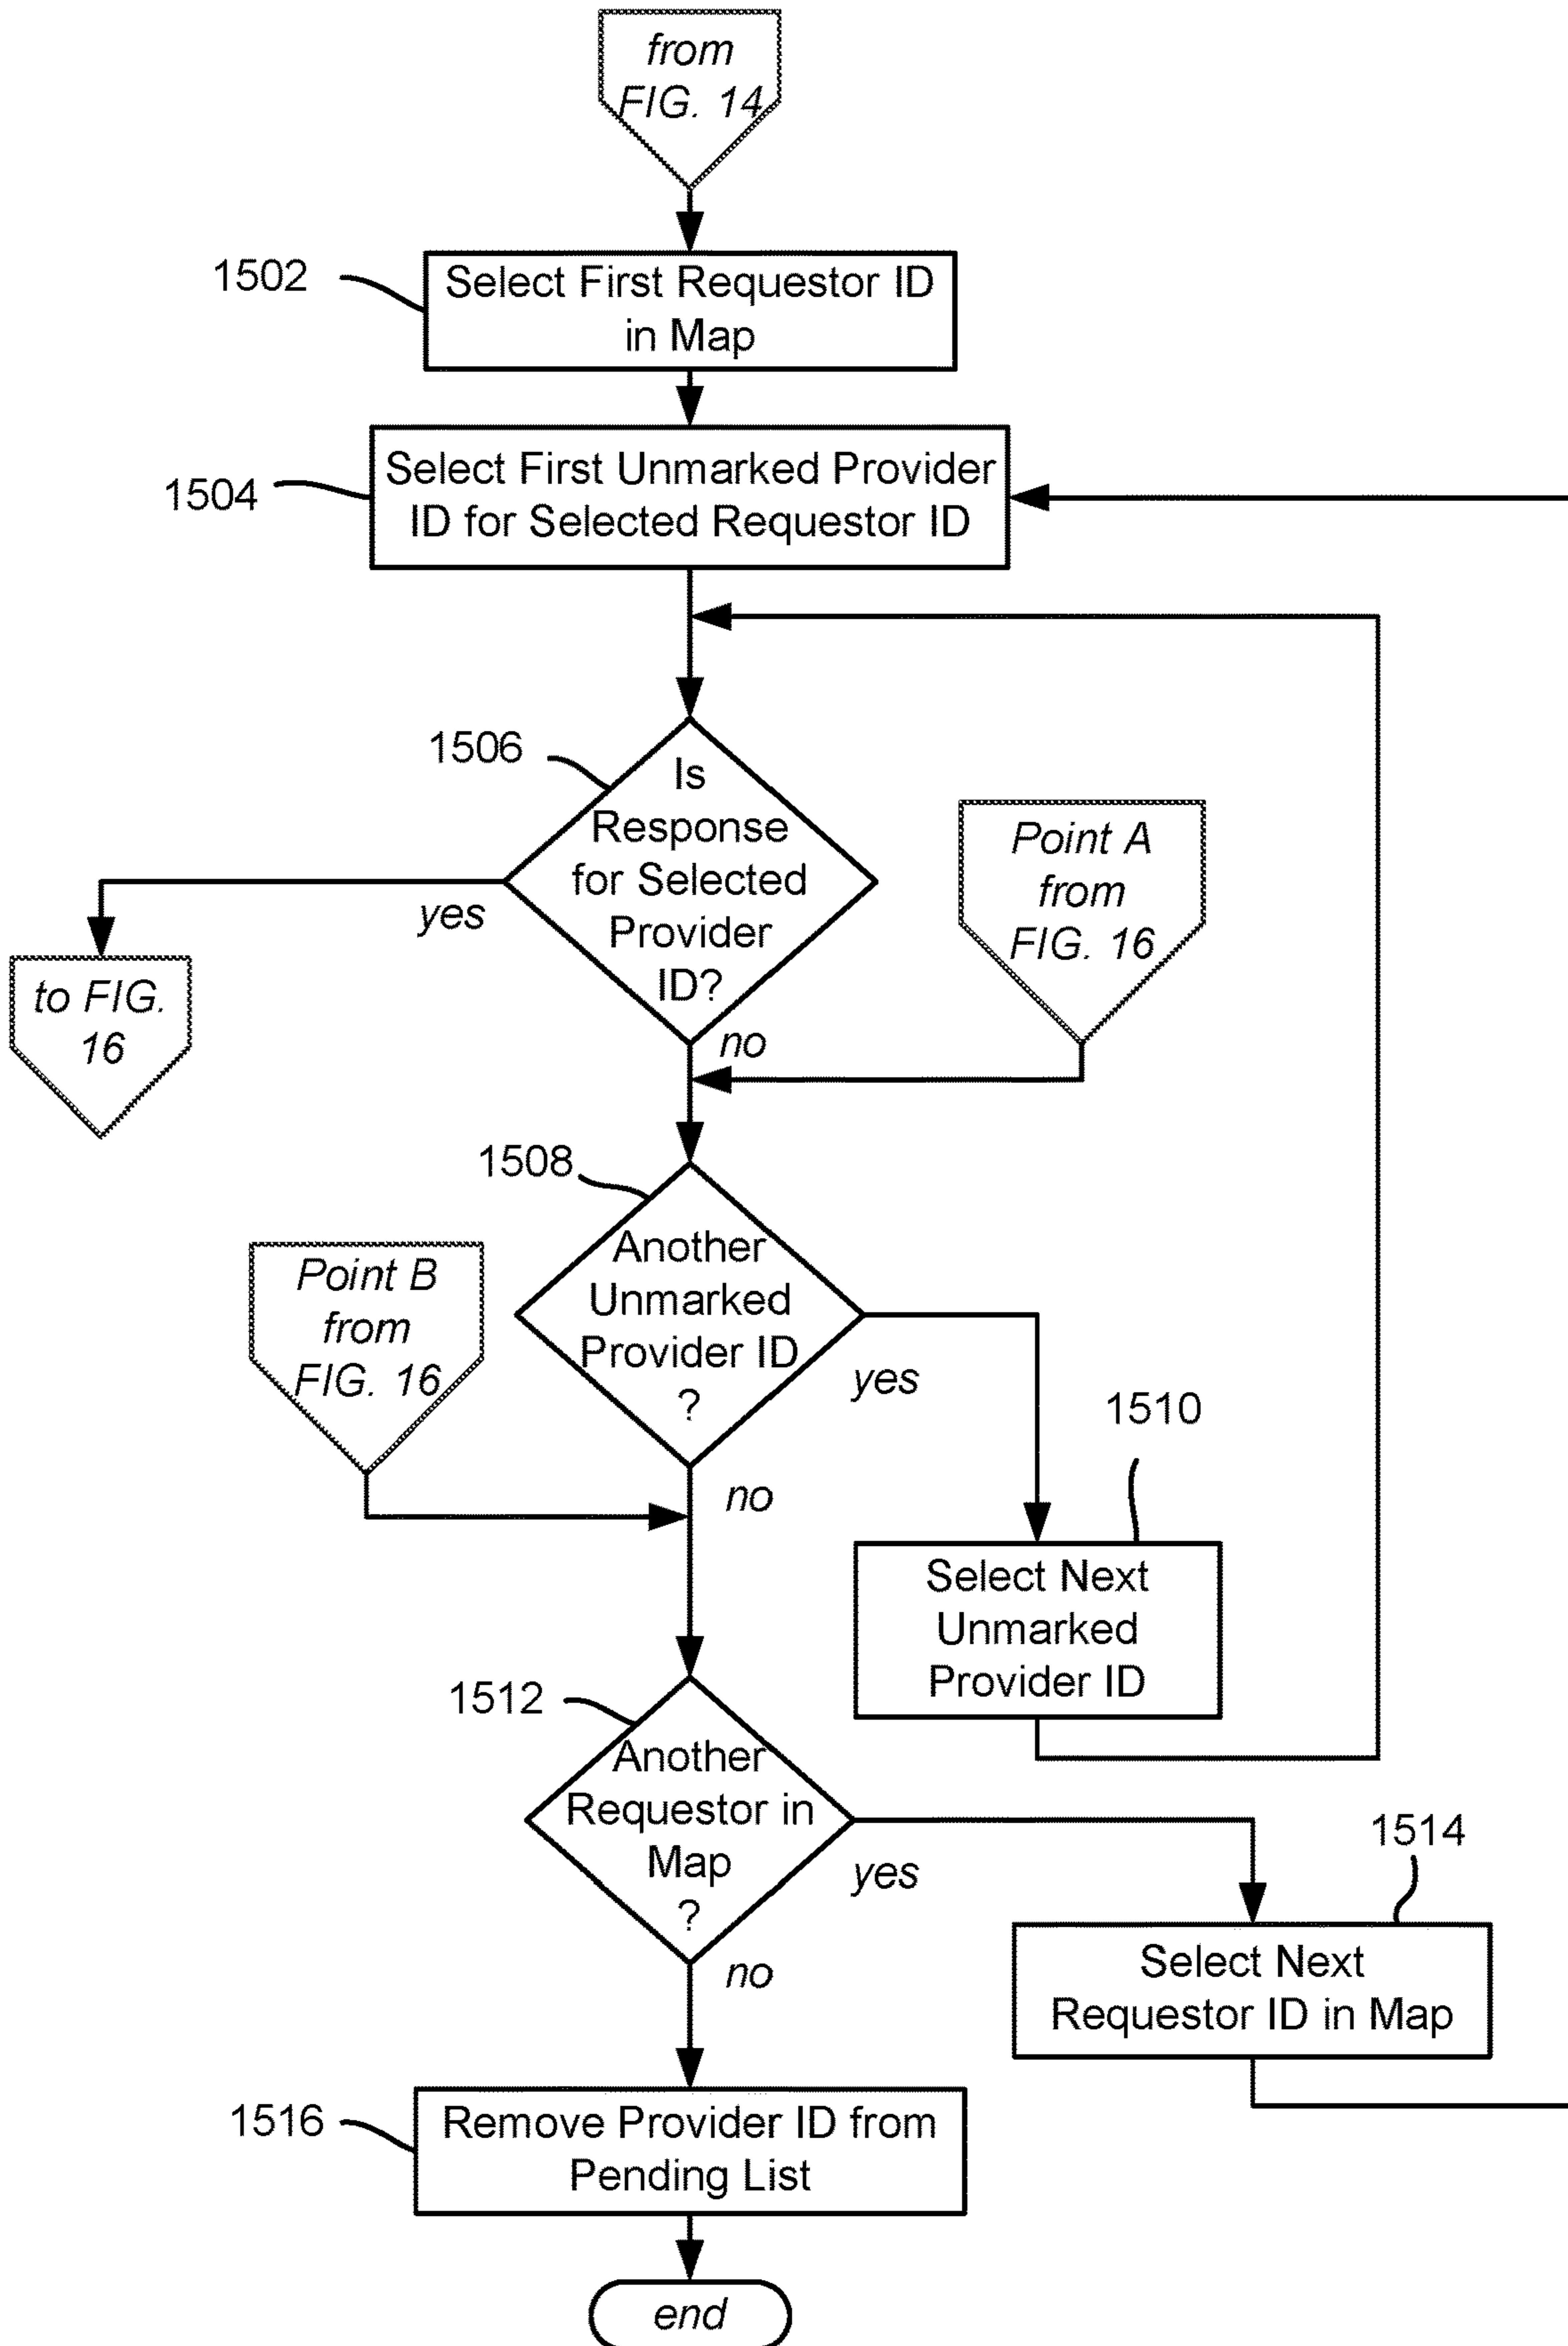 from
FIG. 14
1502
Select First Requestor ID
in Map
1504
Select First Unmarked Provider
ID for Selected Requestor ID
1506
Is
Response
for Selected
Provider
ID?
yes
no
to FIG.
16
Point A
from
FIG. 16
1508
Another
Unmarked
Provider ID
?
yes
no
Point B
from
FIG. 16
1510
Select Next
Unmarked
Provider ID
1512
Another
Requestor in
Map
?
yes
no
1514
Select Next
Requestor ID in Map
1516
Remove Provider ID from
Pending List
end